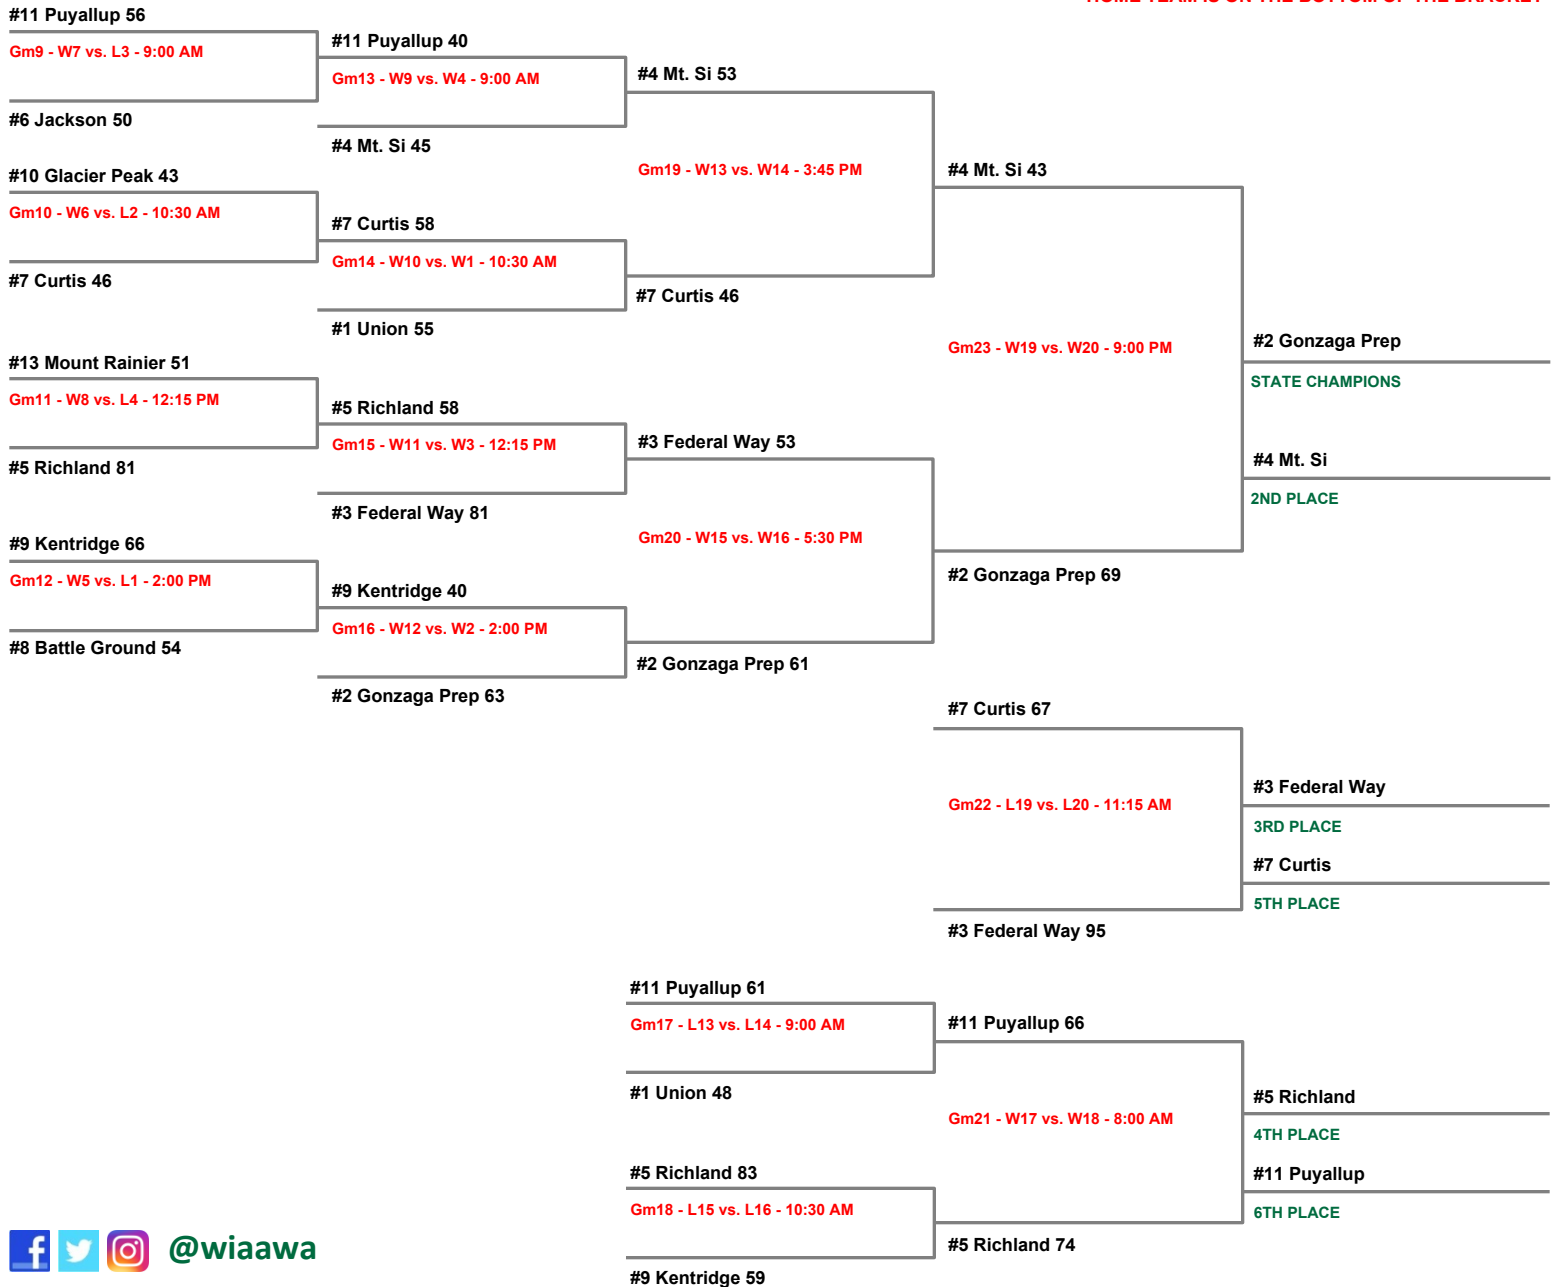 HOME TEAM IS ON THE BOTTOM OF THE BRACKET
#11 Puyallup 56
Gm9 - W7 vs. L3 - 9:00 AM
#6 Jackson 50
#10 Glacier Peak 43
Gm10 - W6 vs. L2 - 10:30 AM
#7 Curtis 46
#13 Mount Rainier 51
Gm11 - W8 vs. L4 - 12:15 PM
#5 Richland 81
#9 Kentridge 66
Gm12 - W5 vs. L1 - 2:00 PM
#8 Battle Ground 54
#11 Puyallup 40
Gm13 - W9 vs. W4 - 9:00 AM
#4 Mt. Si 45
#7 Curtis 58
Gm14 - W10 vs. W1 - 10:30 AM
#1 Union 55
#5 Richland 58
Gm15 - W11 vs. W3 - 12:15 PM
#3 Federal Way 81
#9 Kentridge 40
Gm16 - W12 vs. W2 - 2:00 PM
#2 Gonzaga Prep 63
#4 Mt. Si 53
Gm19 - W13 vs. W14 - 3:45 PM
#7 Curtis 46
#3 Federal Way 53
Gm20 - W15 vs. W16 - 5:30 PM
#2 Gonzaga Prep 61
#4 Mt. Si 43
Gm23 - W19 vs. W20 - 9:00 PM
#2 Gonzaga Prep 69
#2 Gonzaga Prep
STATE CHAMPIONS
#4 Mt. Si
2ND PLACE
#7 Curtis 67
Gm22 - L19 vs. L20 - 11:15 AM
#3 Federal Way 95
#3 Federal Way
3RD PLACE
#7 Curtis
5TH PLACE
#11 Puyallup 61
Gm17 - L13 vs. L14 - 9:00 AM
#1 Union 48
#5 Richland 83
Gm18 - L15 vs. L16 - 10:30 AM
#9 Kentridge 59
#11 Puyallup 66
Gm21 - W17 vs. W18 - 8:00 AM
#5 Richland 74
#5 Richland
4TH PLACE
#11 Puyallup
6TH PLACE
@wiaawa